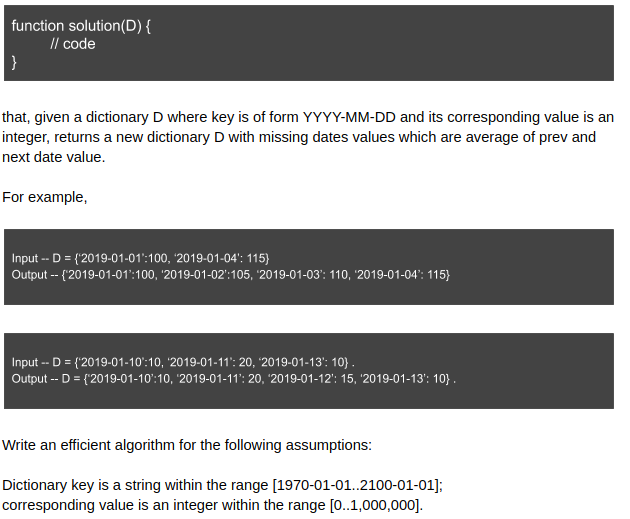 function solution(D) {
// code
}
that, given a dictionary D where key is of form YYYY-MM-DD and its corresponding value is an
integer, returns a new dictionary D with missing dates values which are average of prev and
next date value.
For example,
Input -- D = {‘2019-01-01’:100, ‘2019-01-04’: 115}
Output -- {‘2019-01-01’:100, ‘2019-01-02’:105, ‘2019-01-03’: 110, ‘2019-01-04’: 115}
Input -- D = {‘2019-01-10’:10, ‘2019-01-11’: 20, ‘2019-01-13’: 10} .
Output -- D = {‘2019-01-10’:10, ‘2019-01-11’: 20, ‘2019-01-12’: 15, ‘2019-01-13’: 10} .
Write an efficient algorithm for the following assumptions:
Dictionary key is a string within the range [1970-01-01..2100-01-01];
corresponding value is an integer within the range [0..1,000,000].